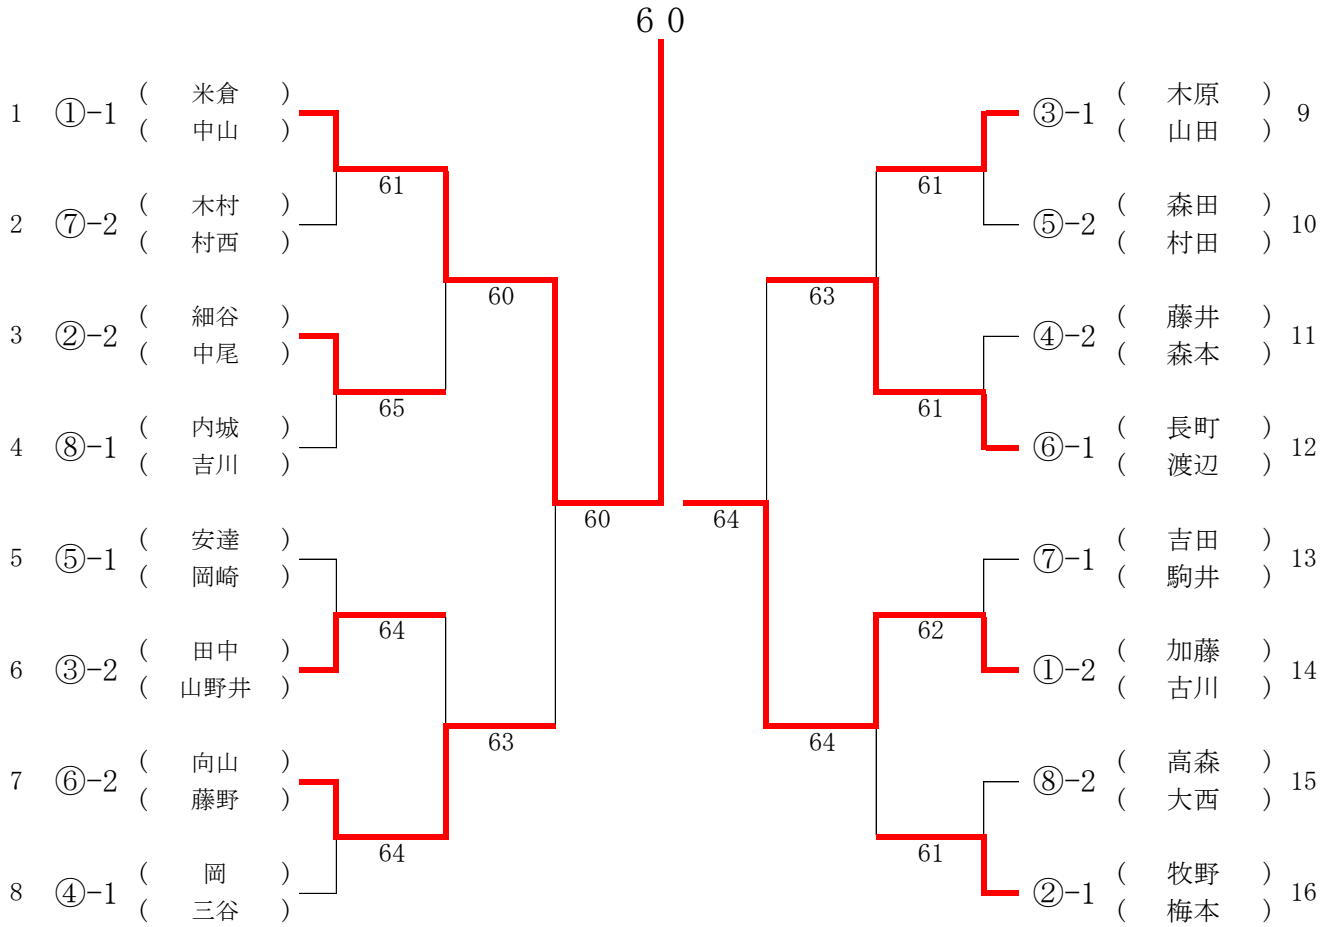 ６０
1 ①-1 ( 米倉 )
( 中山 )
61
2 ⑦-2 ( 木村 )
( 村西 )
60
3 ②-2 ( 細谷 )
( 中尾 )
65
4 ⑧-1 ( 内城 )
( 吉川 )
60
5 ⑤-1 ( 安達 )
( 岡崎 )
64
6 ③-2 ( 田中 )
( 山野井 )
63
7 ⑥-2 ( 向山 )
( 藤野 )
64
8 ④-1 ( 岡 )
( 三谷 )
③-1 ( 木原 ) 9
( 山田 )
61
⑤-2 ( 森田 ) 10
( 村田 )
63
④-2 ( 藤井 ) 11
( 森本 )
61
⑥-1 ( 長町 ) 12
( 渡辺 )
64
⑦-1 ( 吉田 ) 13
( 駒井 )
62
①-2 ( 加藤 ) 14
( 古川 )
64
⑧-2 ( 高森 ) 15
( 大西 )
61
②-1 ( 牧野 ) 16
( 梅本 )